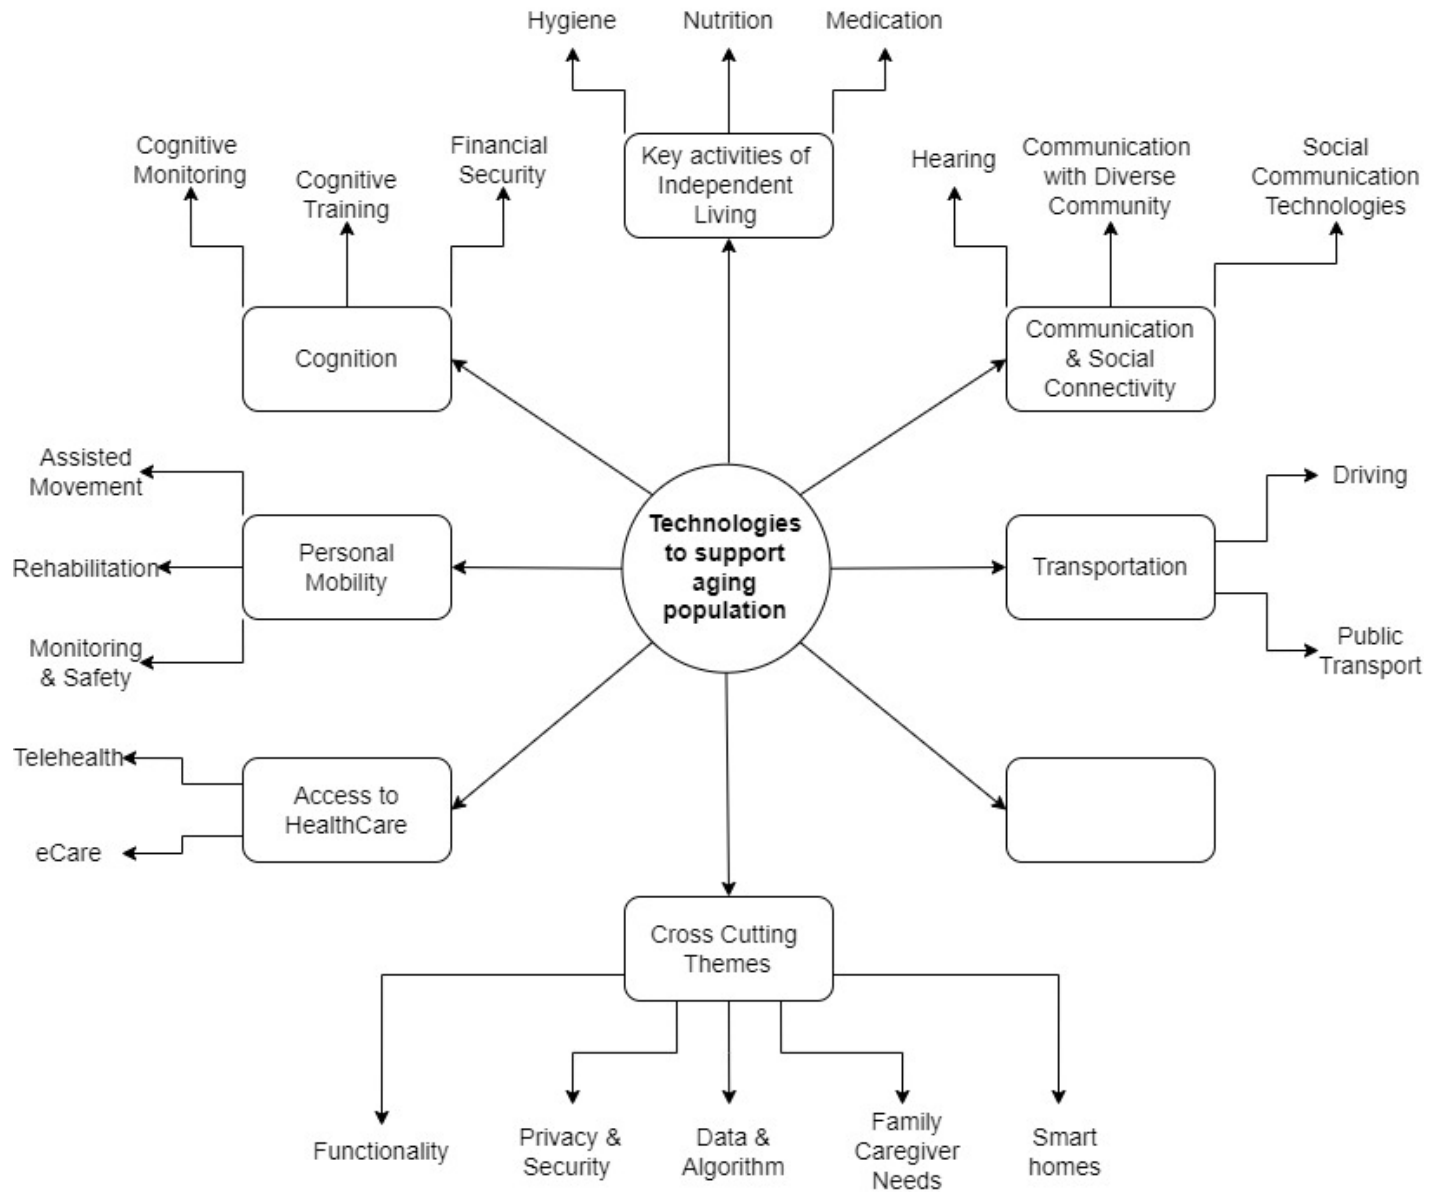 Hygiene
Nutrition
Medication
Key activities of
Independent
Living
Cognitive
Monitoring
Cognitive
Training
Financial
Security
Cognition
Hearing
Communication
with Diverse
Community
Social
Communication
Technologies
Communication
& Social
Connectivity
Assisted
Movement
Rehabilitation
Monitoring
& Safety
Personal
Mobility
Technologies
to support
aging
population
Transportation
Driving
Public
Transport
Telehealth
eCare
Access to
HealthCare
Cross Cutting
Themes
Functionality
Privacy &
Security
Data &
Algorithm
Family
Caregiver
Needs
Smart
homes